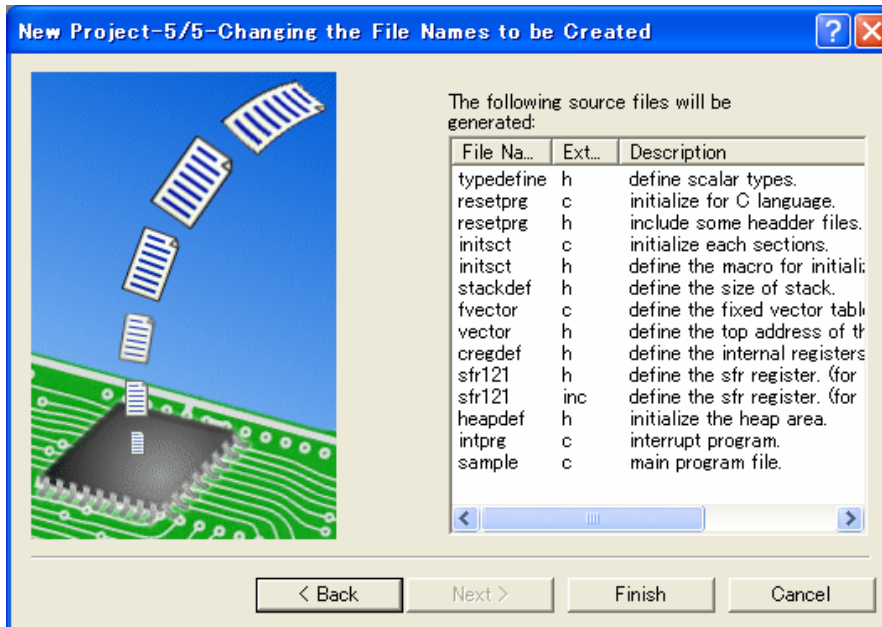 New Project-5/5-Changing the File Names to be Created
The following source files will be
generated:
File Na... Ext... Description
typedefine h define scalar types.
resetprg c initialize for C language.
resetprg h include some headder files.
initsct c initialize each sections.
initsct h define the macro for initiali
stackdef h define the size of stack.
fvector c define the fixed vector tabl
vector h define the top address of th
cregdef h define the internal registers
sfr121 h define the sfr register. (for
sfr121 inc define the sfr register. (for
heapdef h initialize the heap area.
intprg c interrupt program.
sample c main program file.
< Back Next > Finish Cancel